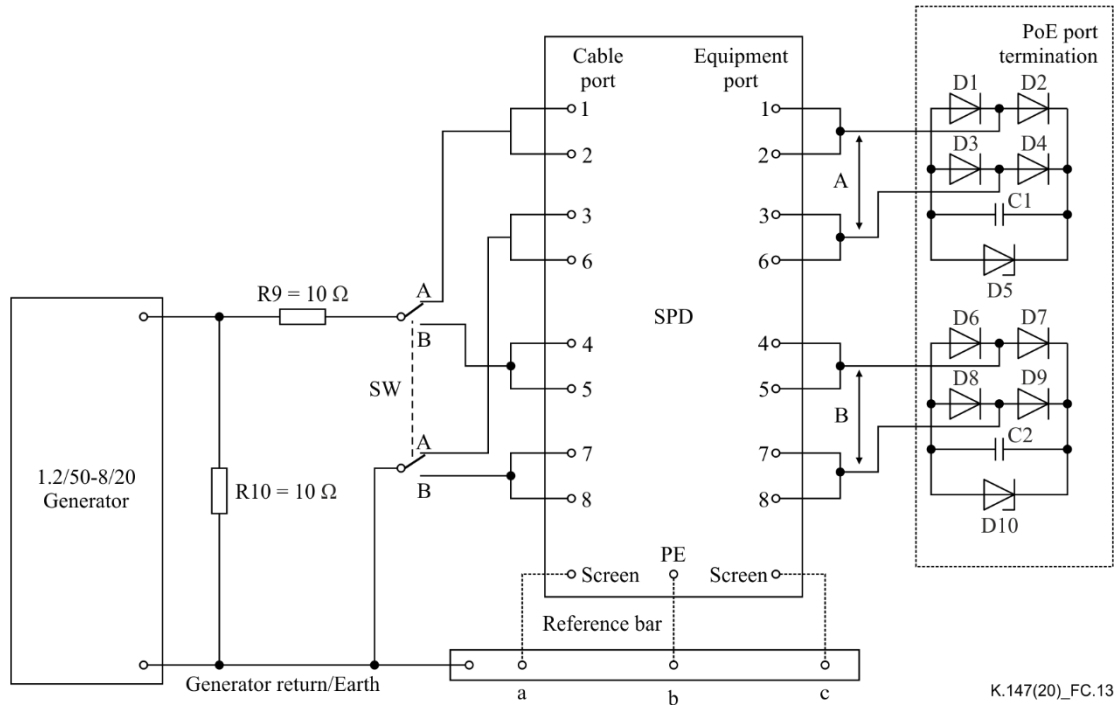 Cable port
Equipment port
PoE port termination
1
2
3
6
4
5
7
8
1
2
3
6
4
5
7
8
D1
D2
D3
D4
C1
D5
D6
D7
D8
D9
C2
D10
A
B
SPD
R9 = 10 Ω
A
B
SW
A
B
1.2/50-8/20
Generator
R10 = 10 Ω
PE
Screen
Screen
Reference bar
Generator return/Earth
a
b
c
K.147(20)_FC.13